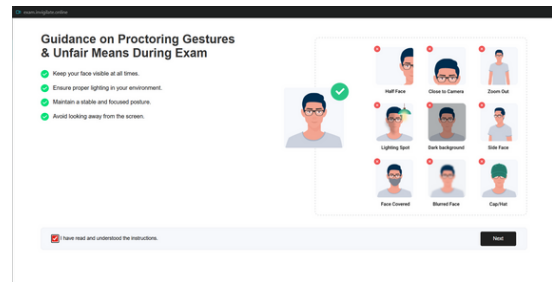 Guidance on Proctoring Gestures
& Unfair Means During Exam
Keep your face visible at all times.
Ensure proper lighting in your environment.
Maintain a stable and focused posture.
Avoid looking away from the screen.
Half Face
Close to Camera
Zoom Out
Lighting Spot
Dark background
Side Face
Face Covered
Blurred Face
Cap/Hat
I have read and understood the instructions.
Next